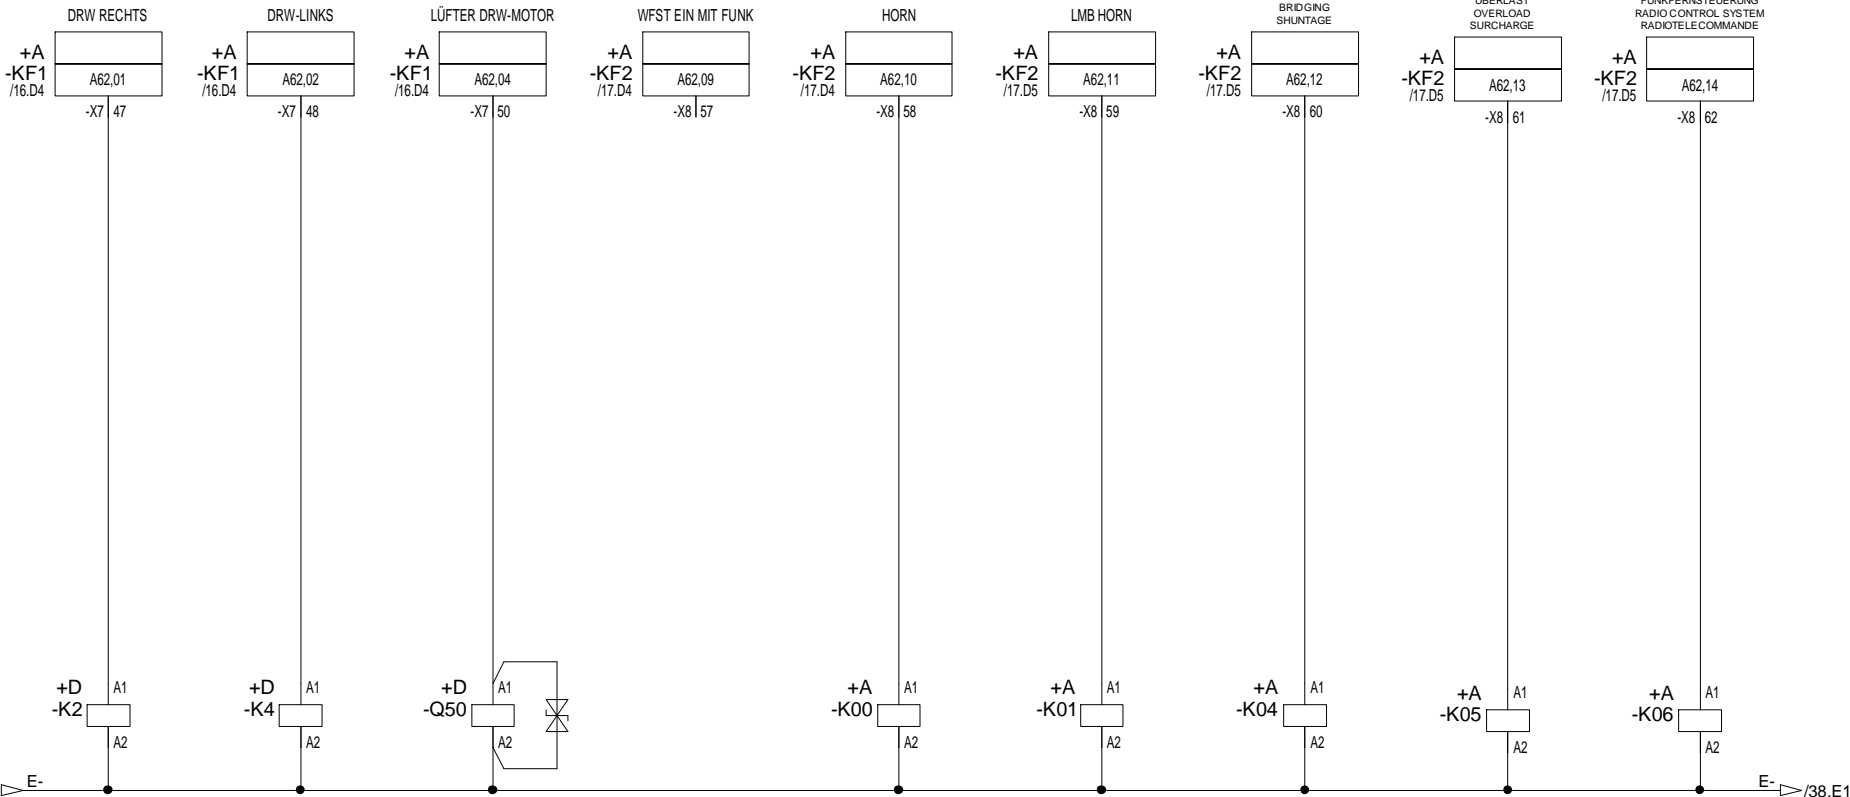 DRW RECHTS
+A
-KF1
/16.D4
A62,01
-X7 47
DRW-LINKS
+A
-KF1
/16.D4
A62,02
-X7 48
LÜFTER DRW-MOTOR
+A
-KF1
/16.D4
A62,04
-X7 50
WFST EIN MIT FUNK
+A
-KF2
/17.D4
A62,09
-X8 57
HORN
+A
-KF2
/17.D4
A62,10
-X8 58
LMB HORN
+A
-KF2
/17.D5
A62,11
-X8 59
BRIDGING
SHUNTAGE
+A
-KF2
/17.D5
A62,12
-X8 60
ÜBERLAST
OVERLOAD
SURCHARGE
+A
-KF2
/17.D5
A62,13
-X8 61
FUNKFERNSTEUERUNG
RADIO CONTROL SYSTEM
RADIOTELECOMMANDE
+A
-KF2
/17.D5
A62,14
-X8 62
+D
-K2
A1
A2
+D
-K4
A1
A2
+D
-Q50
A1
A2
+A
-K00
A1
A2
+A
-K01
A1
A2
+A
-K04
A1
A2
+A
-K05
A1
A2
+A
-K06
A1
A2
E-
E-
/38.E1